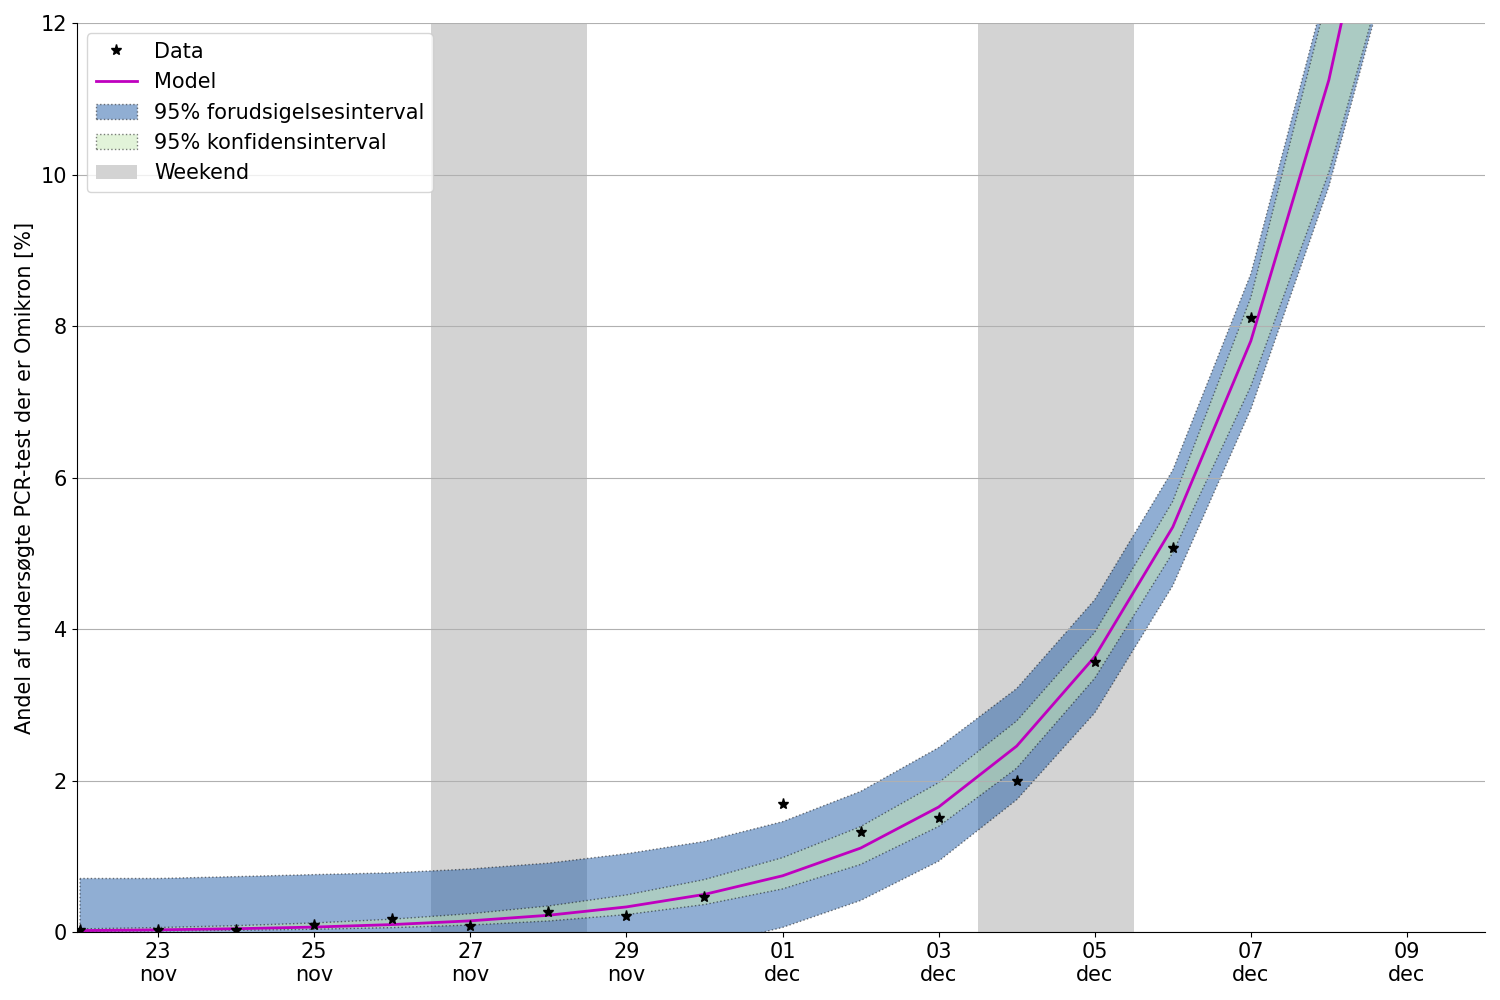 Data
Model
95% forudsigelsesinterval
95% konfidensinterval
Weekend
Andel af undersøgte PCR-test der er Omikron [%]
12
10
8
6
4
2
0
23 25 27 29 01 03 05 07 09
nov nov nov nov dec dec dec dec dec